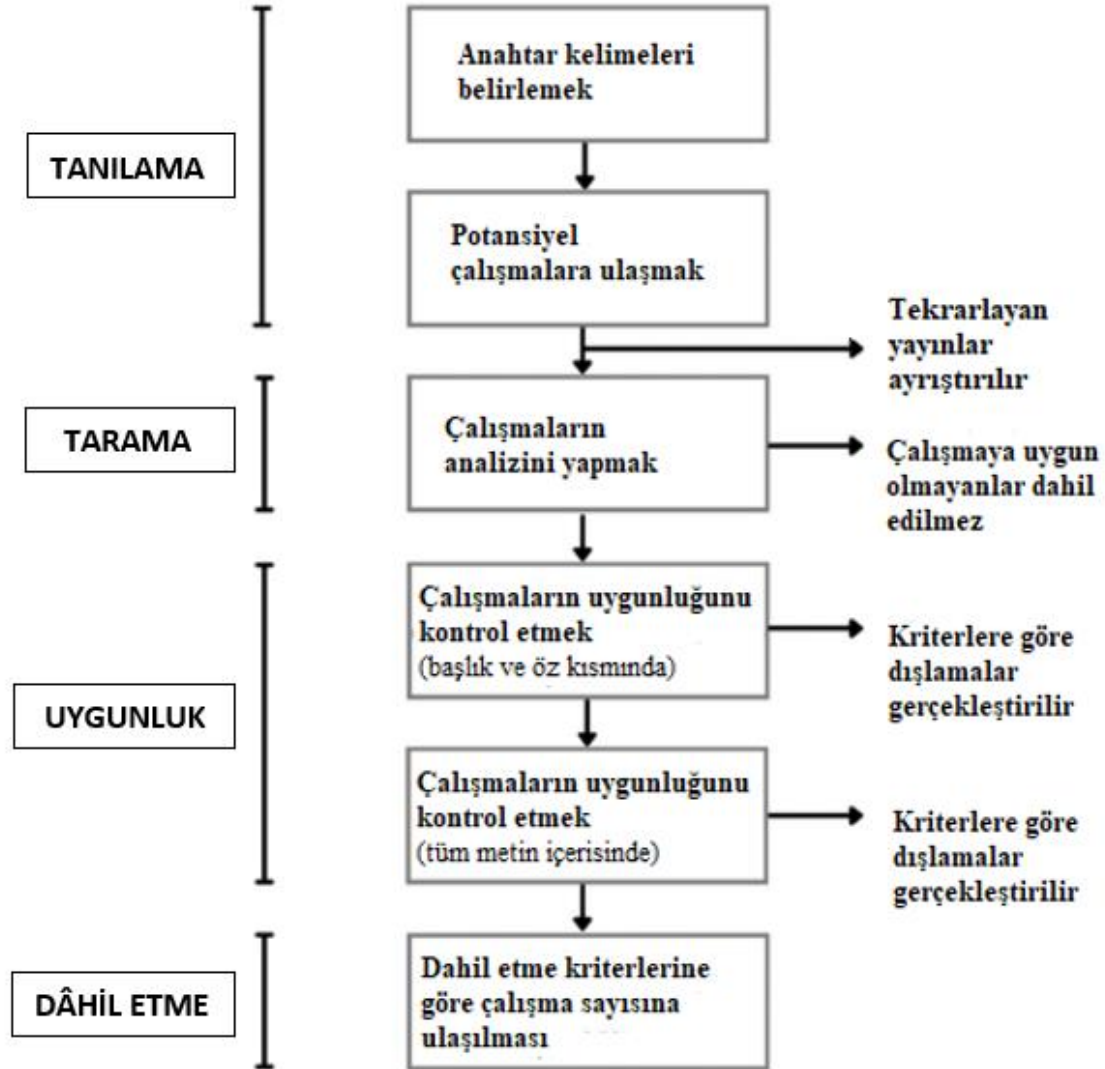 TANILAMA
Anahtar kelimeleri
belirlemek
Potansiyel
çalışmalara ulaşmak
Tekrarlayan
yayınlar
ayrıştırılır
TARAMA
Çalışmaların
analizini yapmak
Çalışmaya uygun
olmayanlar dahil
edilmez
UYGUNLUK
Çalışmaların uygunluğunu
kontrol etmek
(başlık ve öz kısmında)
Kriterlere göre
dışlamalar
gerçekleştirilir
Çalışmaların uygunluğunu
kontrol etmek
(tüm metin içerisinde)
Kriterlere göre
dışlamalar
gerçekleştirilir
DÂHİL ETME
Dahil etme kriterlerine
göre çalışma sayısına
ulaşılması